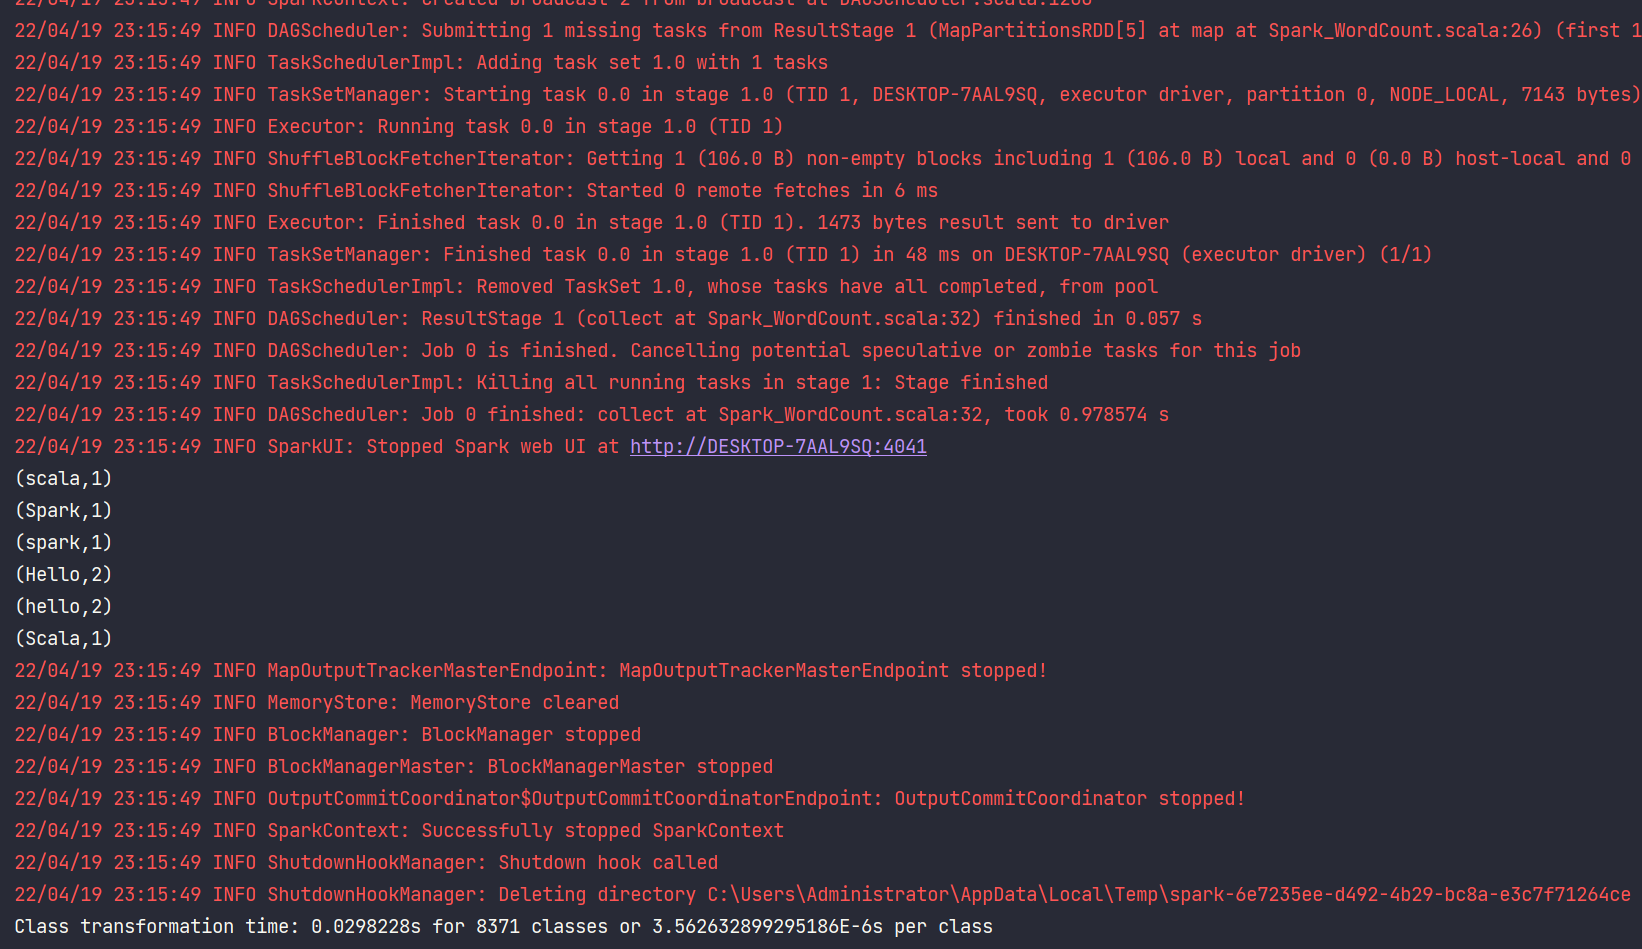 22/04/19 23:15:49 INFO SparkContext: Created broadcast 2 from broadcast at DAGScheduler.scala:1200
22/04/19 23:15:49 INFO DAGScheduler: Submitting 1 missing tasks from ResultStage 1 (MapPartitionsRDD[5] at map at Spark_WordCount.scala:26) (first 1
22/04/19 23:15:49 INFO TaskSchedulerImpl: Adding task set 1.0 with 1 tasks
22/04/19 23:15:49 INFO TaskSetManager: Starting task 0.0 in stage 1.0 (TID 1, DESKTOP-7AAL9SQ, executor driver, partition 0, NODE_LOCAL, 7143 bytes)
22/04/19 23:15:49 INFO Executor: Running task 0.0 in stage 1.0 (TID 1)
22/04/19 23:15:49 INFO ShuffleBlockFetcherIterator: Getting 1 (106.0 B) non-empty blocks including 1 (106.0 B) local and 0 (0.0 B) host-local and 0
22/04/19 23:15:49 INFO ShuffleBlockFetcherIterator: Started 0 remote fetches in 6 ms
22/04/19 23:15:49 INFO Executor: Finished task 0.0 in stage 1.0 (TID 1). 1473 bytes result sent to driver
22/04/19 23:15:49 INFO TaskSetManager: Finished task 0.0 in stage 1.0 (TID 1) in 48 ms on DESKTOP-7AAL9SQ (executor driver) (1/1)
22/04/19 23:15:49 INFO TaskSchedulerImpl: Removed TaskSet 1.0, whose tasks have all completed, from pool
22/04/19 23:15:49 INFO DAGScheduler: ResultStage 1 (collect at Spark_WordCount.scala:32) finished in 0.057 s
22/04/19 23:15:49 INFO DAGScheduler: Job 0 is finished. Cancelling potential speculative or zombie tasks for this job
22/04/19 23:15:49 INFO TaskSchedulerImpl: Killing all running tasks in stage 1: Stage finished
22/04/19 23:15:49 INFO DAGScheduler: Job 0 finished: collect at Spark_WordCount.scala:32, took 0.978574 s
22/04/19 23:15:49 INFO SparkUI: Stopped Spark web UI at http://DESKTOP-7AAL9SQ:4041
(scala,1)
(Spark,1)
(spark,1)
(Hello,2)
(hello,2)
(Scala,1)
22/04/19 23:15:49 INFO MapOutputTrackerMasterEndpoint: MapOutputTrackerMasterEndpoint stopped!
22/04/19 23:15:49 INFO MemoryStore: MemoryStore cleared
22/04/19 23:15:49 INFO BlockManager: BlockManager stopped
22/04/19 23:15:49 INFO BlockManagerMaster: BlockManagerMaster stopped
22/04/19 23:15:49 INFO OutputCommitCoordinator$OutputCommitCoordinatorEndpoint: OutputCommitCoordinator stopped!
22/04/19 23:15:49 INFO SparkContext: Successfully stopped SparkContext
22/04/19 23:15:49 INFO ShutdownHookManager: Shutdown hook called
22/04/19 23:15:49 INFO ShutdownHookManager: Deleting directory C:\Users\Administrator\AppData\Local\Temp\spark-6e7235ee-d492-4b29-bc8a-e3c7f71264ce
Class transformation time: 0.0298228s for 8371 classes or 3.562632899295186E-6s per class